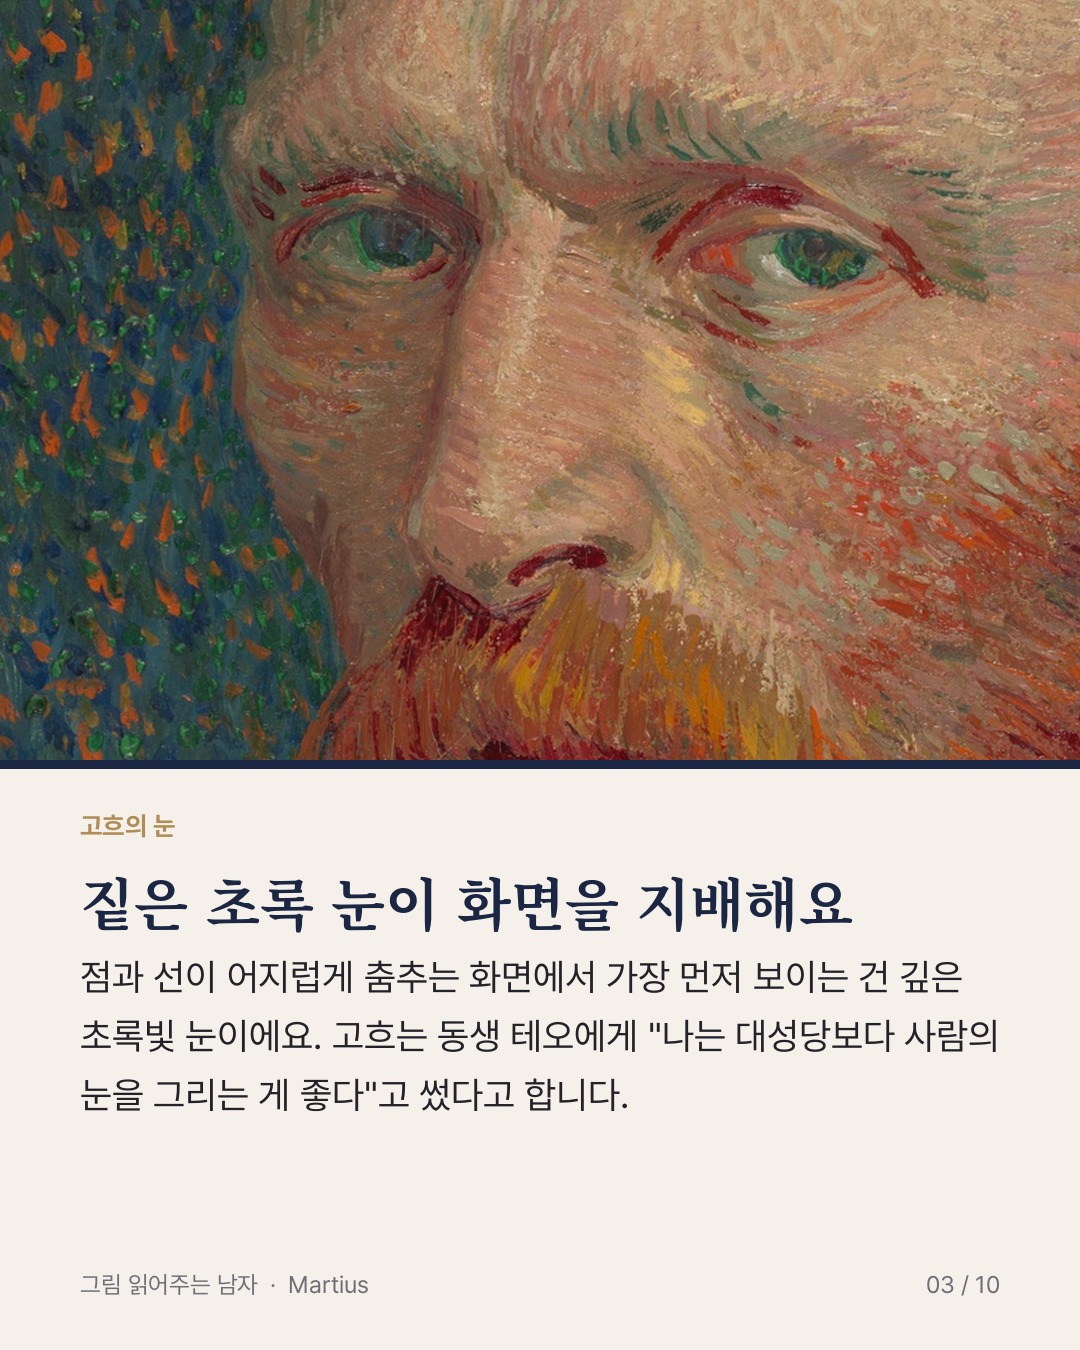 고흐의 눈
짙은 초록 눈이 화면을 지배해요
점과 선이 어지럽게 춤추는 화면에서 가장 먼저 보이는 건 깊은
초록빛 눈이에요. 고흐는 동생 테오에게 "나는 대성당보다 사람의
눈을 그리는 게 좋다"고 썼다고 합니다.
그림 읽어주는 남자 · Martius
03 / 10